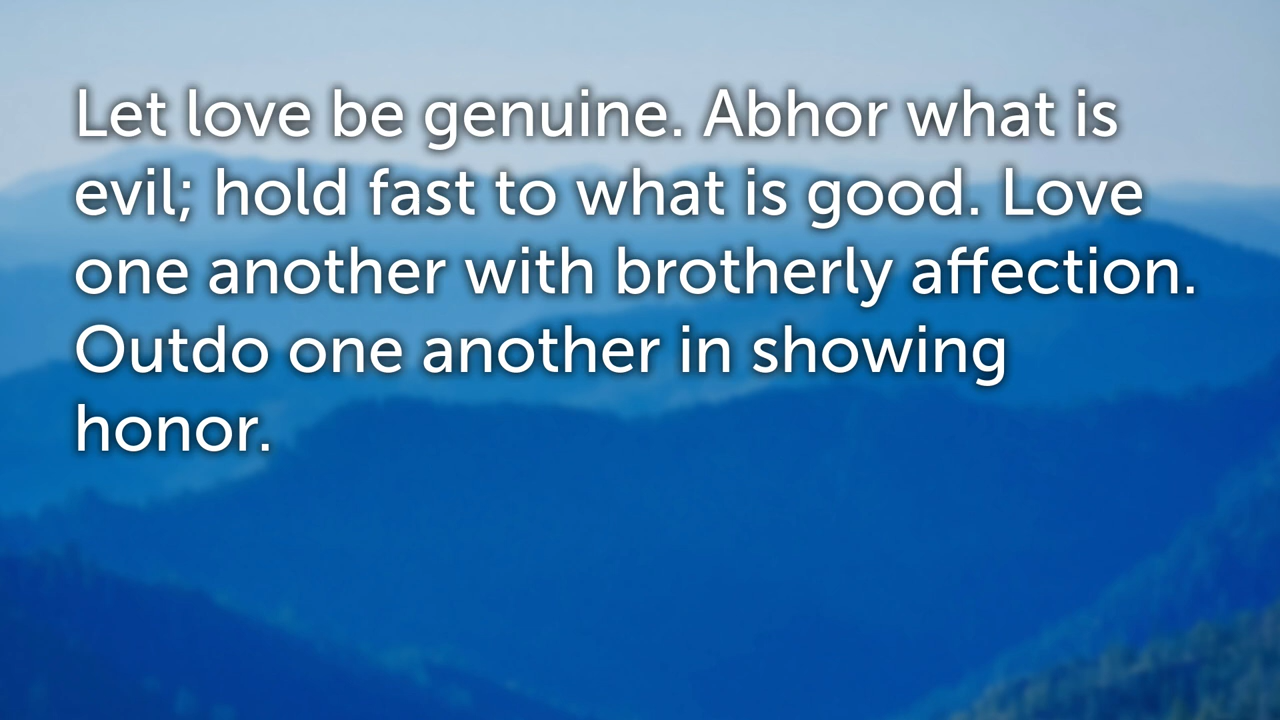 Let love be genuine. Abhor what is
evil; hold fast to what is good. Love
one another with brotherly affection.
Outdo one another in showing
honor.